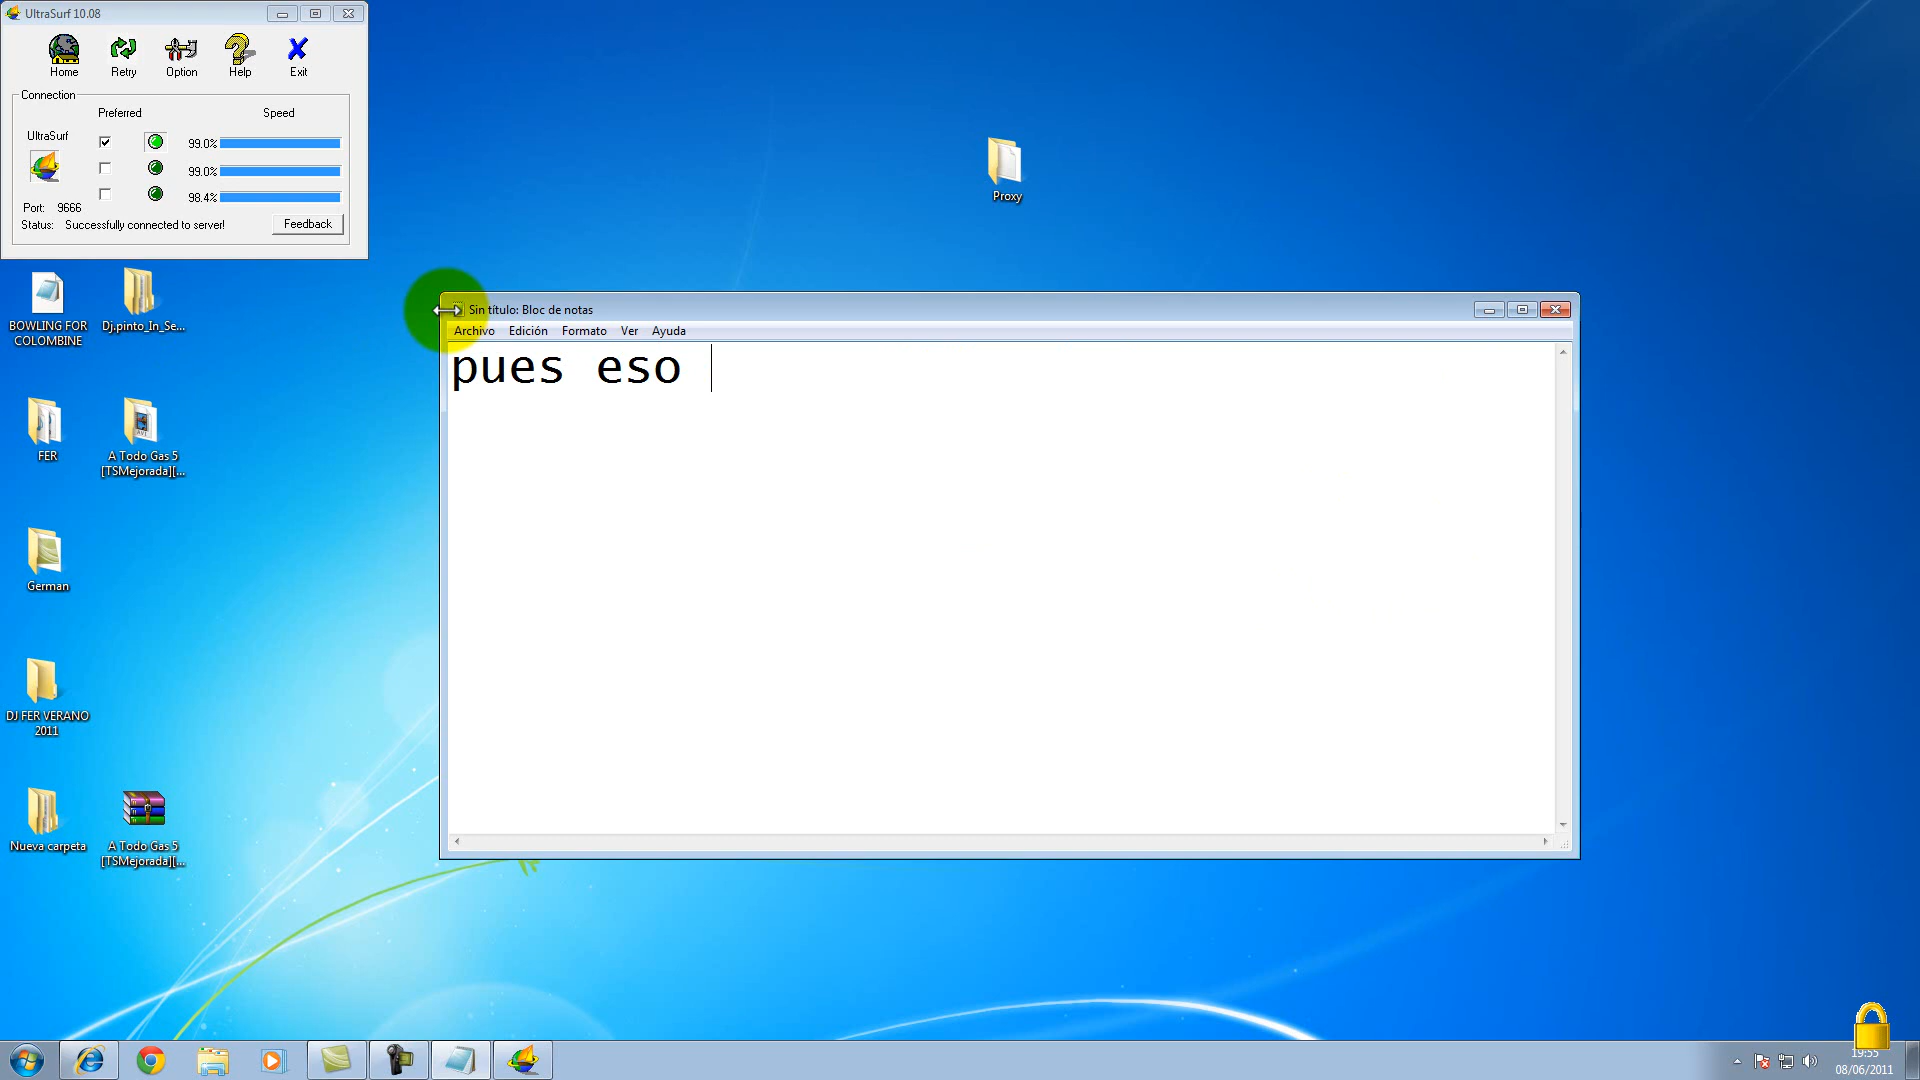 UltraSurf 10.08
Home Retry Option Help Exit
Connection
Preferred Speed
UltraSurf
99.0%
99.0%
98.4%
Port: 9666
Status: Successfully connected to server!
Feedback
Proxy
BOWLING FOR COLOMBINE
Dj.pinto_In_Se...
FER
A Todo Gas 5
[TSMejorada][...
German
DJ FER VERANO
2011
Nueva carpeta
A Todo Gas 5
[TSMejorada][...
Sin título: Bloc de notas
Archivo Edición Formato Ver Ayuda
pues eso
19:55
08/06/2011